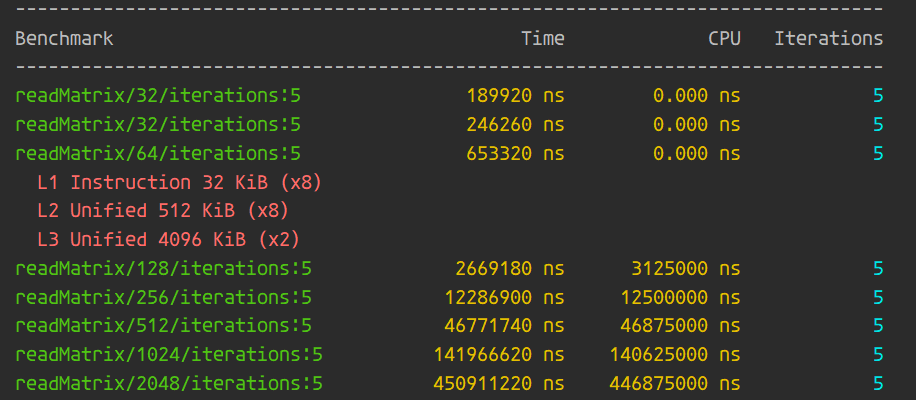 --------------------------------------------------------------------------------
Benchmark                                      Time             CPU   Iterations
--------------------------------------------------------------------------------
readMatrix/32/iterations:5                189920 ns        0.000 ns            5
readMatrix/32/iterations:5                246260 ns        0.000 ns            5
readMatrix/64/iterations:5                653320 ns        0.000 ns            5
  L1 Instruction 32 KiB (x8)
  L2 Unified 512 KiB (x8)
  L3 Unified 4096 KiB (x2)
readMatrix/128/iterations:5              2669180 ns      3125000 ns            5
readMatrix/256/iterations:5             12286900 ns     12500000 ns            5
readMatrix/512/iterations:5             46771740 ns     46875000 ns            5
readMatrix/1024/iterations:5           141966620 ns    140625000 ns            5
readMatrix/2048/iterations:5           450911220 ns    446875000 ns            5